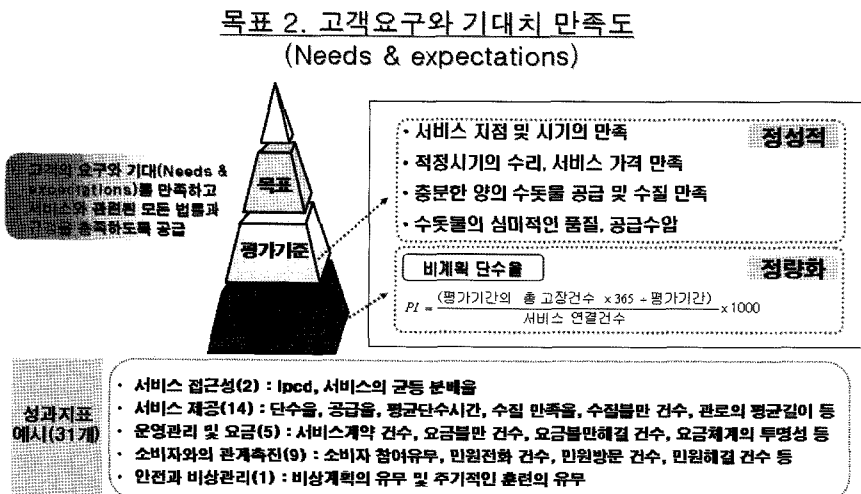 목표 2. 고객요구와 기대치 만족도
(Needs & expectations)
고객의 요구와 기대(Needs &
expectations)를 만족하고
서비스와 관련된 모든 법률과
충족하도록 공급
목표
평가기준
· 서비스 지점 및 시기의 만족
정성적
· 적정시기의 수리, 서비스 가격 만족
· 충분한 양의 수돗물 공급 및 수질 만족
· 수돗물의 심미적인 품질, 공급수압
비계획 단수율
정량화
PI = (평가기간의 총 고장건수 x365 ÷평가기간) x1000
서비스 연결건수
성과지표
예시(31개)
· 서비스 접근성(2) : lpcd, 서비스의 균등 분배율
· 서비스 제공(14) : 단수율, 공급율, 평균단수시간, 수질 만족율, 수질불만 건수, 관로의 평균길이 등
· 운영관리 및 요금(5) : 서비스계약 건수, 요금불만 건수, 요금불만해결 건수, 요금체계의 투명성 등
· 소비자와의 관계촉진(9) : 소비자 참여유무, 민원전화 건수, 민원방문 건수, 민원해결 건수 등
· 안전과 비상관리(1) : 비상계획의 유무 및 주기적인 훈련의 유무